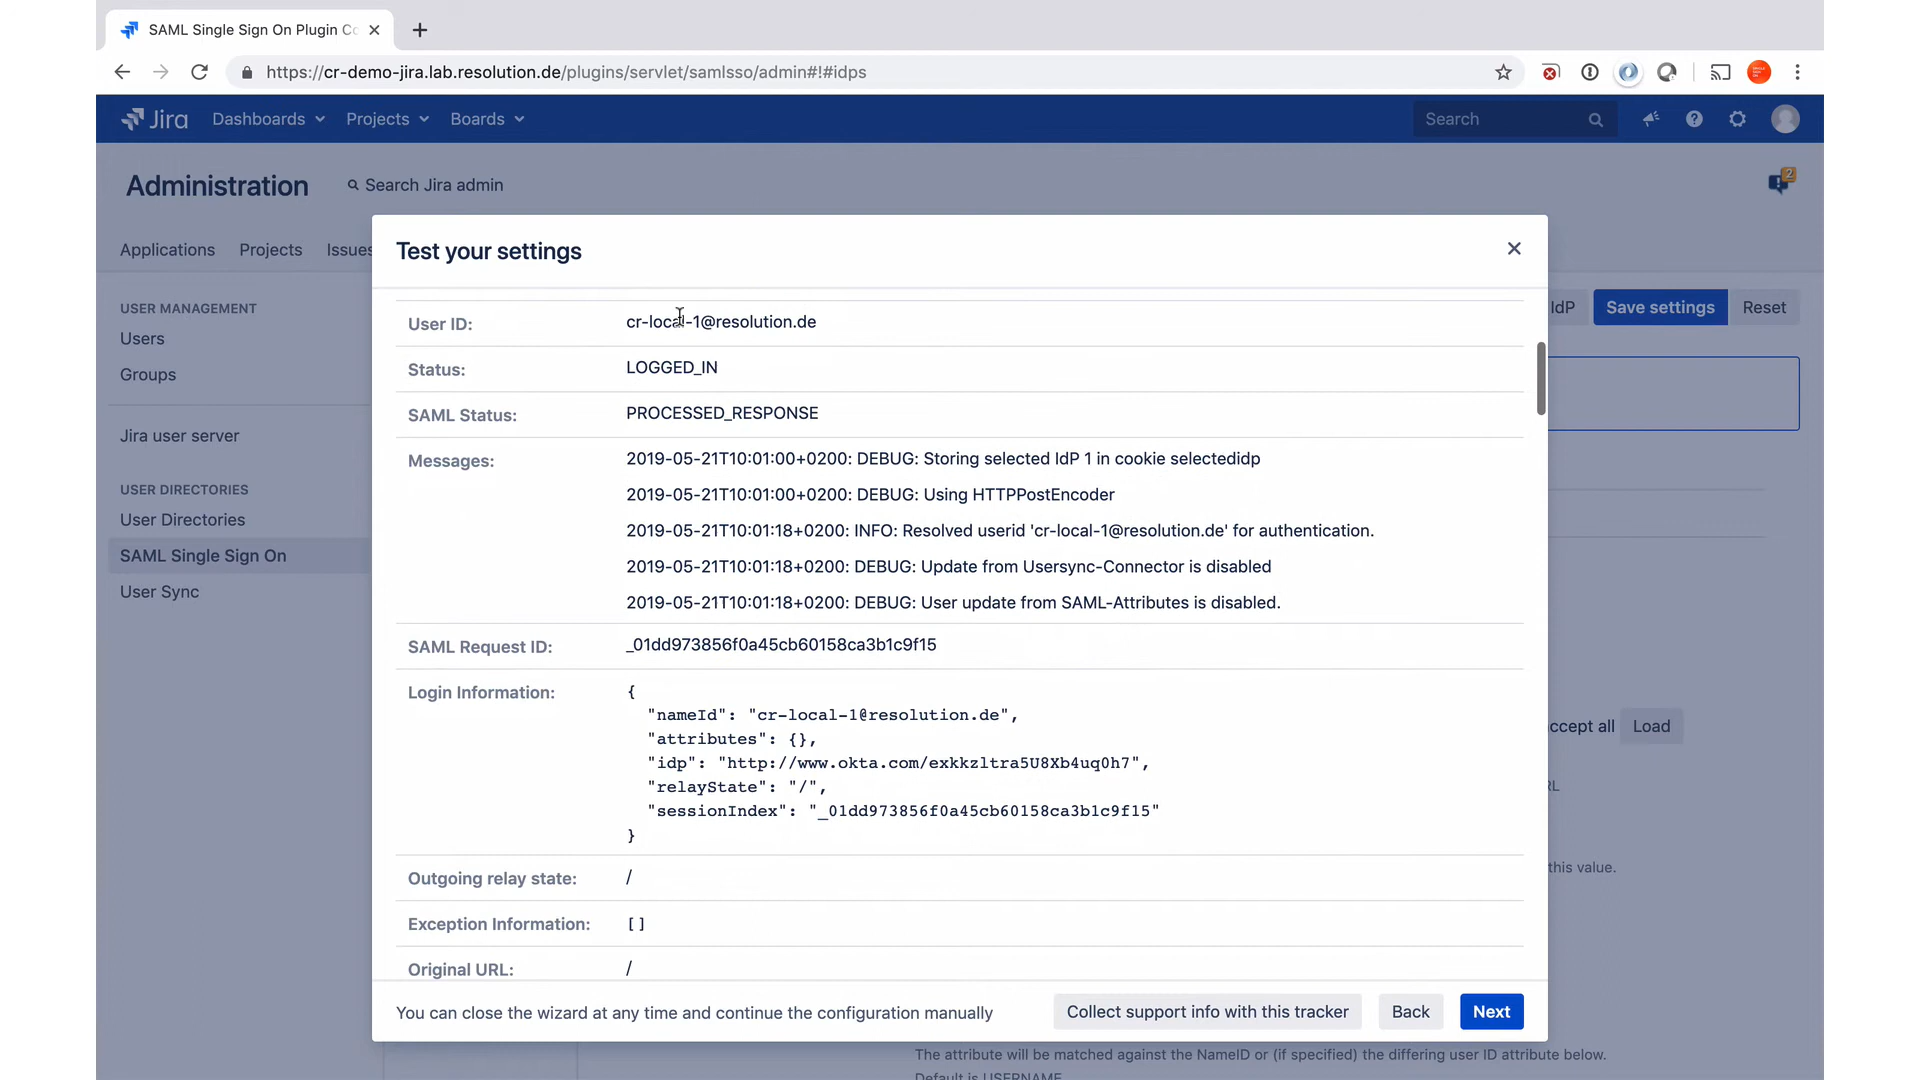 SAML Single Sign On Plugin Co
https://cr-demo-jira.lab.resolution.de/plugins/servlet/samlsso/admin#!#idps
Jira Dashboards Projects Boards Search
Administration Search Jira admin 2
Applications Projects Issues
Test your settings
USER MANAGEMENT
Users
Groups
Jira user server
USER DIRECTORIES
User Directories
SAML Single Sign On
User Sync
IdP Save settings Reset
User ID: cr-local-1@resolution.de
Status: LOGGED_IN
SAML Status: PROCESSED_RESPONSE
Messages: 2019-05-21T10:01:00+0200: DEBUG: Storing selected IdP 1 in cookie selectedidp
2019-05-21T10:01:00+0200: DEBUG: Using HTTPPostEncoder
2019-05-21T10:01:18+0200: INFO: Resolved userid 'cr-local-1@resolution.de' for authentication.
2019-05-21T10:01:18+0200: DEBUG: Update from Usersync-Connector is disabled
2019-05-21T10:01:18+0200: DEBUG: User update from SAML-Attributes is disabled.
SAML Request ID: _01dd973856f0a45cb60158ca3b1c9f15
Login Information: {
"nameId": "cr-local-1@resolution.de",
"attributes": {},
"idp": "http://www.okta.com/exkkzltra5U8Xb4uq0h7",
"relayState": "/",
"sessionIndex": "_01dd973856f0a45cb60158ca3b1c9f15"
}
Outgoing relay state: /
Exception Information: []
Original URL: /
ccept all Load
RL
this value.
You can close the wizard at any time and continue the configuration manually
Collect support info with this tracker Back Next
The attribute will be matched against the NameID or (if specified) the differing user ID attribute below.
Default is USERNAME